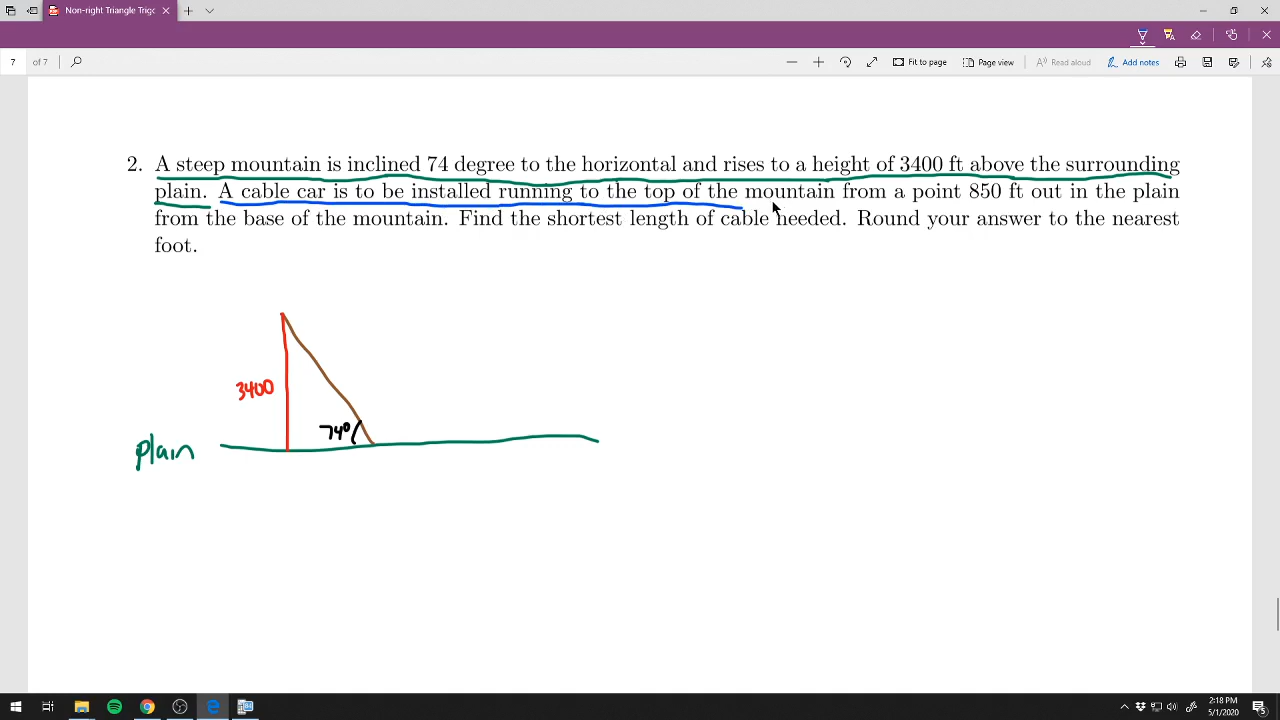 Non-right Triangle Trigo
7 of 7
Fit to page
Page view
Read aloud
Add notes
2. A steep mountain is inclined 74 degree to the horizontal and rises to a height of 3400 ft above the surrounding
plain. A cable car is to be installed running to the top of the mountain from a point 850 ft out in the plain
from the base of the mountain. Find the shortest length of cable needed. Round your answer to the nearest
foot.
3400
74°
plain
2:18 PM
5/1/2020